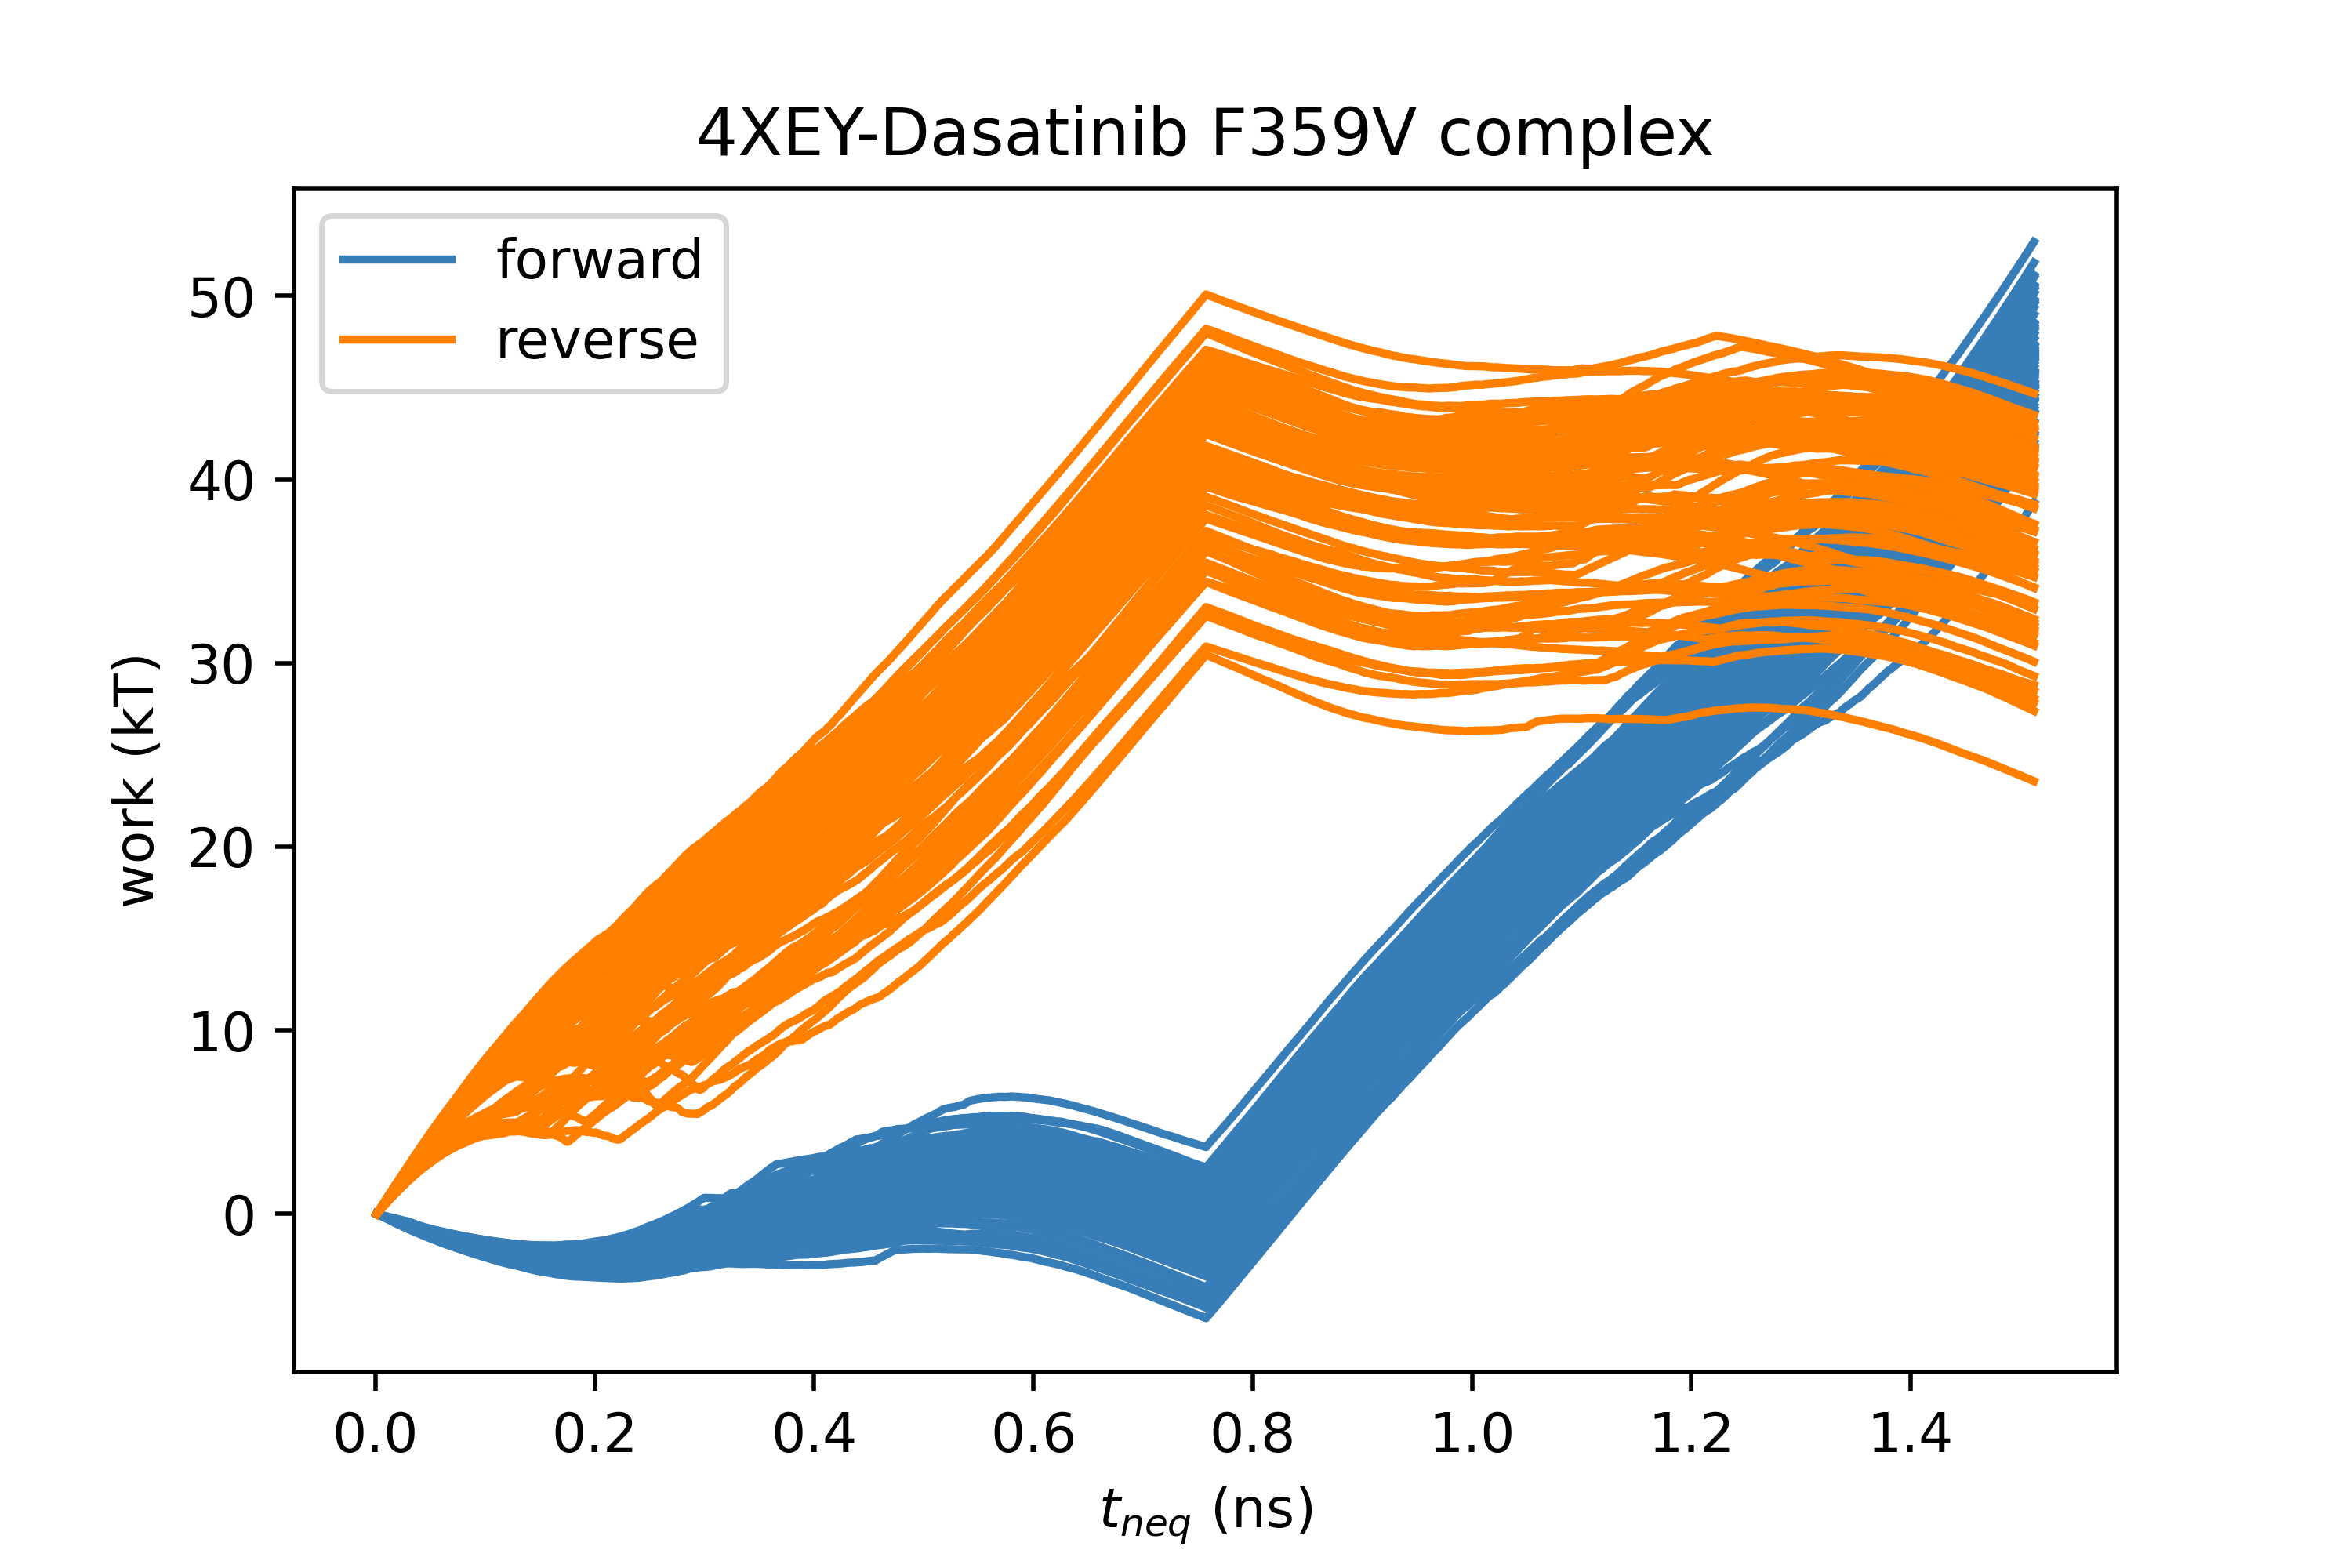 4XEY-Dasatinib F359V complex
forward
reverse
work (kT)
50
40
30
20
10
0
0.0 0.2 0.4 0.6 0.8 1.0 1.2 1.4
t_neq (ns)